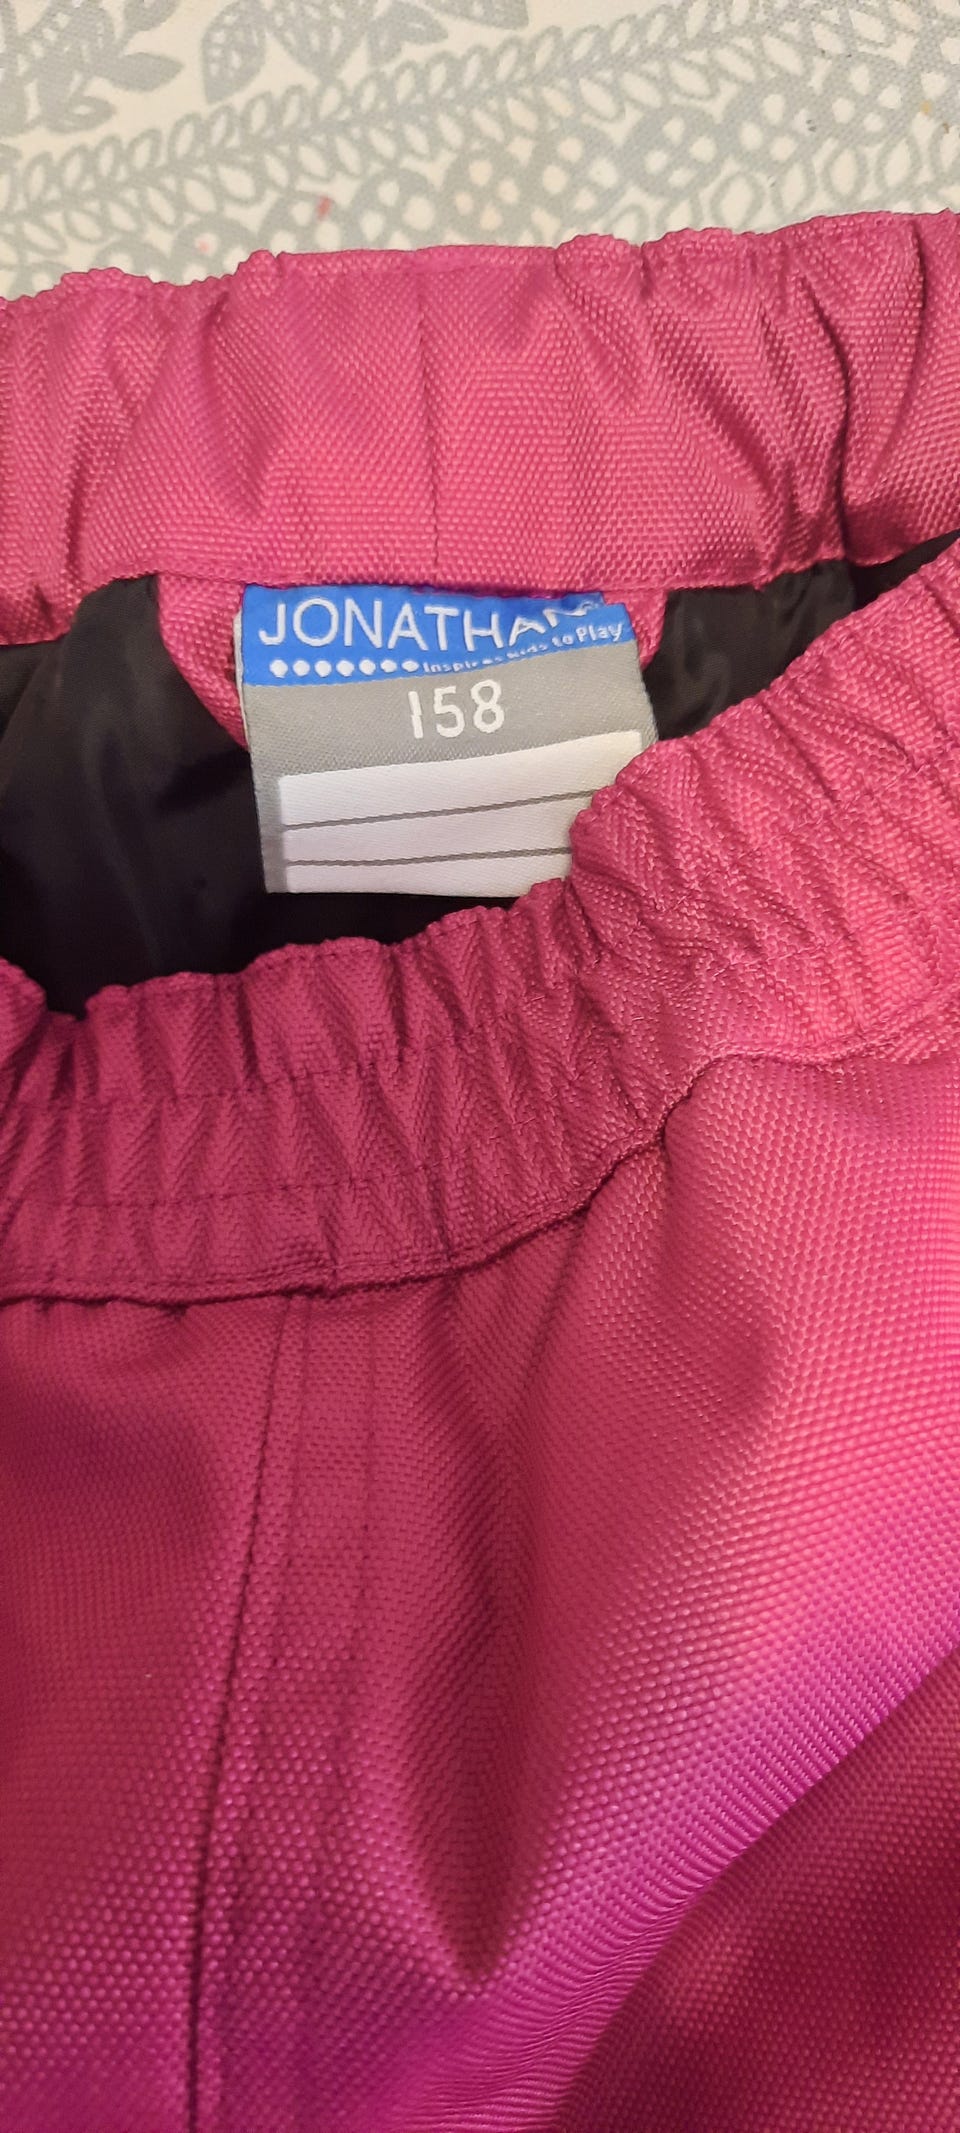 JONATHAN
Inspires kids to Play
158